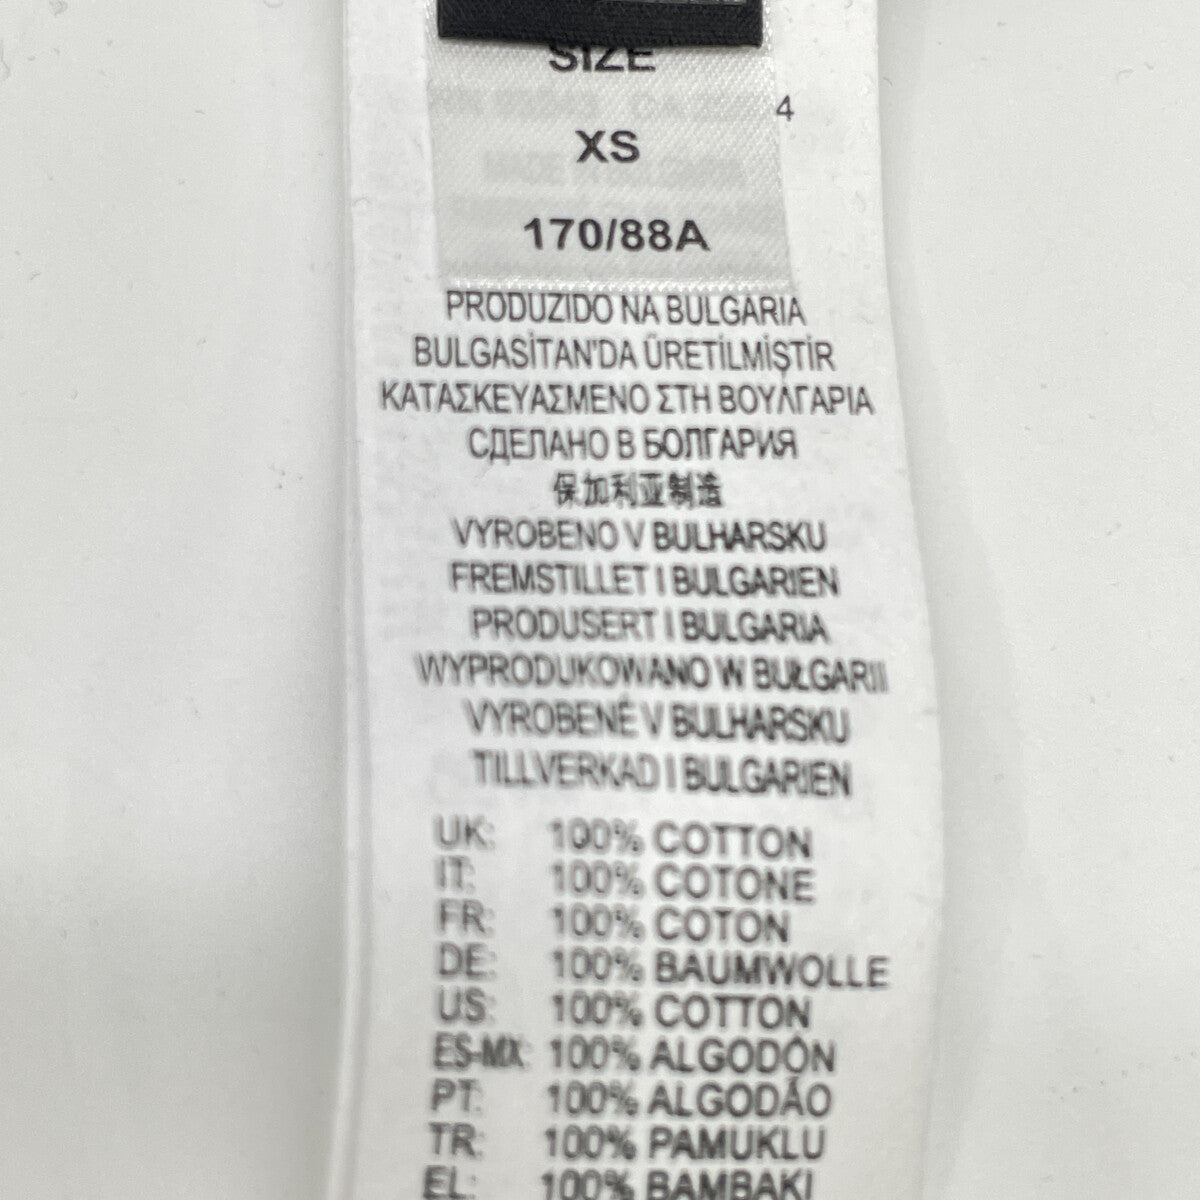 SIZE
4
XS
170/88A
PRODUZIDO NA BULGARIA
BULGASİTAN'DA ÜRETİLMİŞTİR
ΚΑΤΑΣΚΕΥΑΣΜΕΝΟ ΣΤΗ ΒΟΥΛΓΑΡΙΑ
СДЕЛАНО В БОЛГАРИЯ
保加利亚制造
VYROBENO V BULHARSKU
FREMSTILLET I BULGARIEN
PRODUSERT I BULGARIA
WYPRODUKOWANO W BUŁGARII
VYROBENÉ V BULHARSKU
TILLVERKAD I BULGARIEN
UK: 100% COTTON
IT: 100% COTONE
FR: 100% COTON
DE: 100% BAUMWOLLE
US: 100% COTTON
ES-MX: 100% ALGODÓN
PT: 100% ALGODÃO
TR: 100% PAMUKLU
EL: 100% ΒΑΜΒΑΚΙ